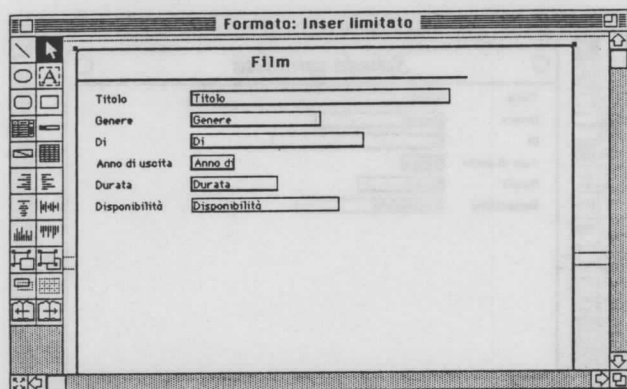 Formato: Inser limitato
Film
Titolo Titolo
Genere Genere
Di Di
Anno di uscita Anno di
Durata Durata
Disponibilità Disponibilità